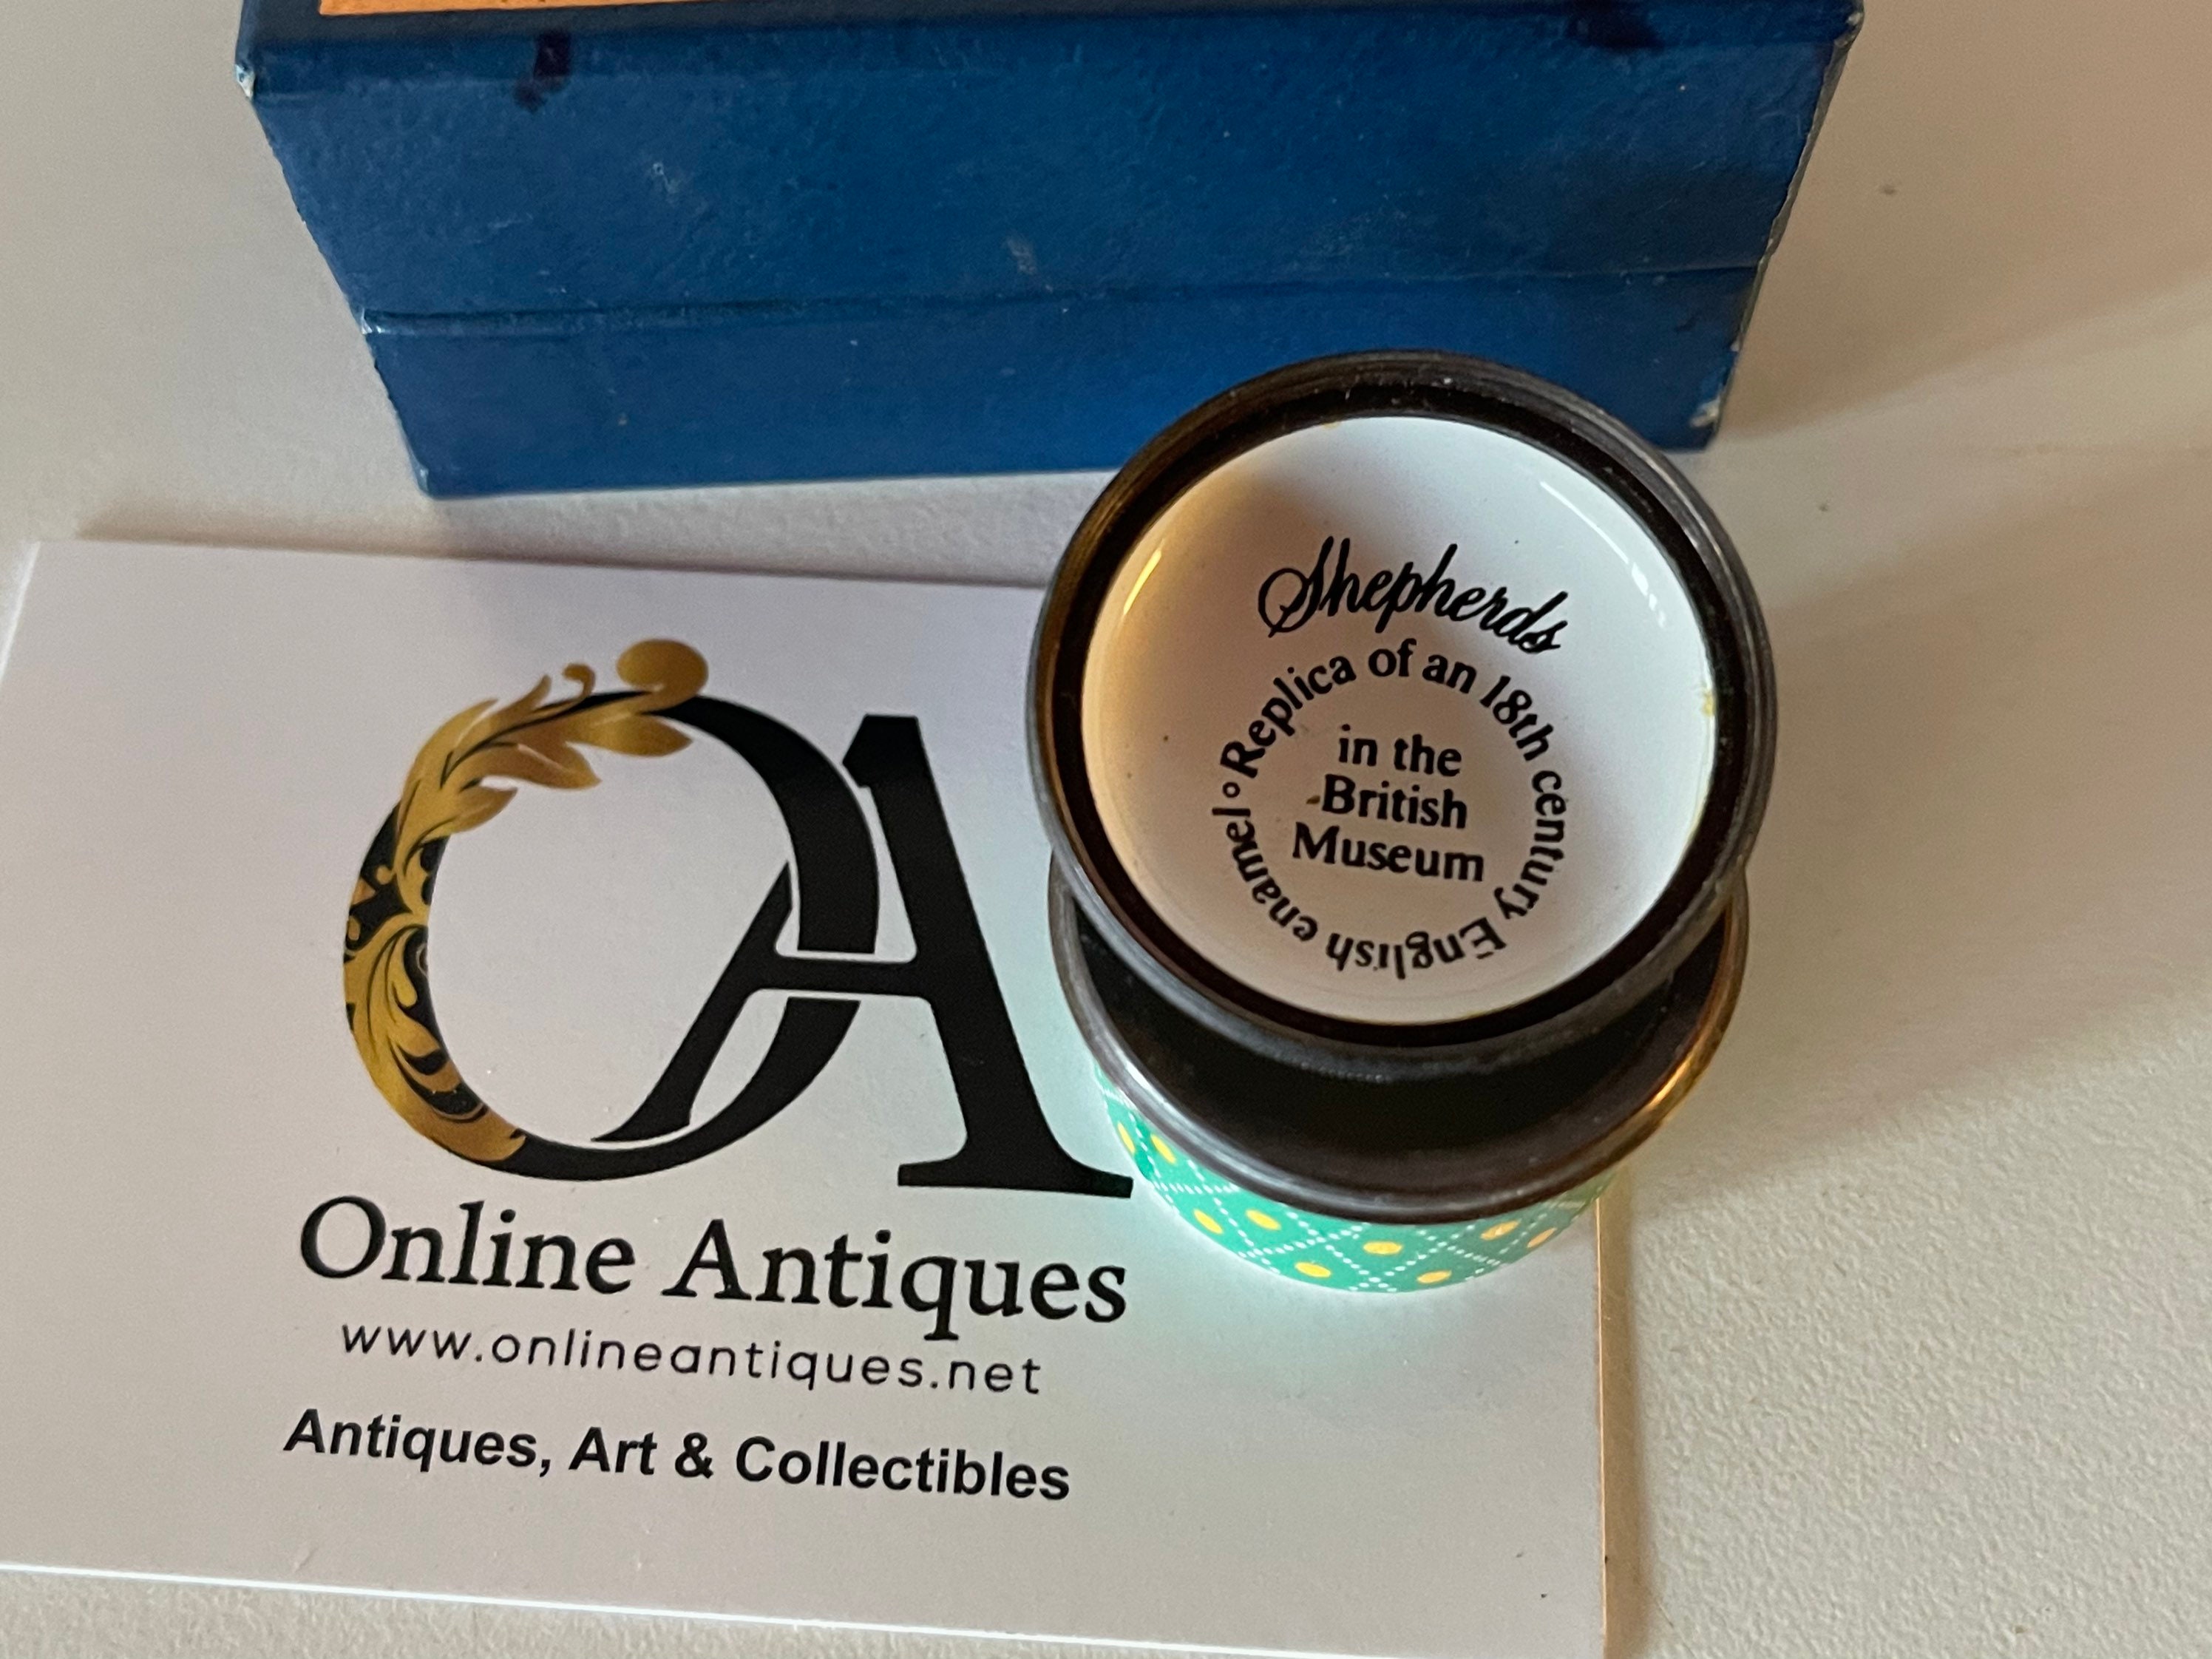 Shepherds
Replica of an 18th century English enamel
in the
British
Museum
OA
Online Antiques
www.onlineantiques.net
Antiques, Art & Collectibles